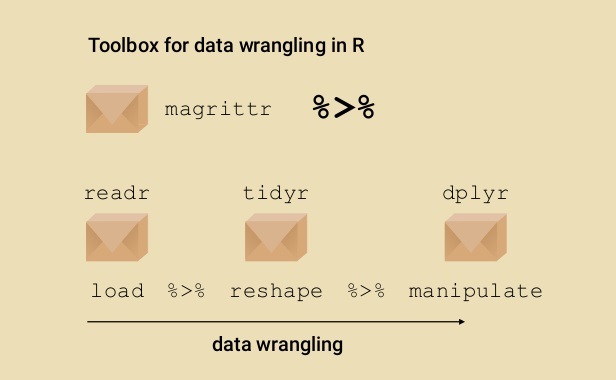 Toolbox for data wrangling in R
magrittr %>%
readr tidyr dplyr
load %>% reshape %>% manipulate
data wrangling